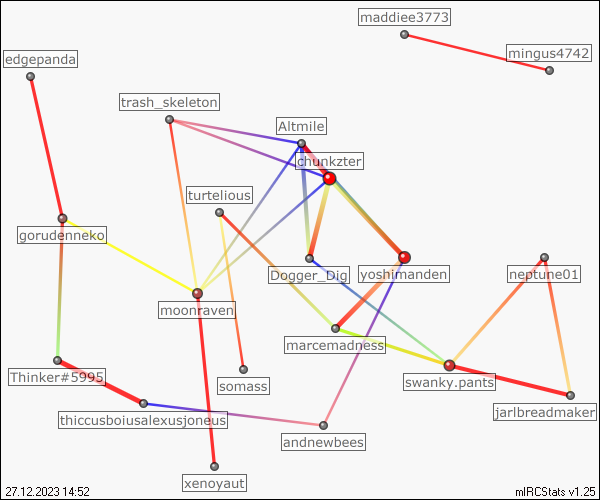 maddiee3773
mingus4742
edgepanda
trash_skeleton
Altmile
chunkzter
turtelious
gorudenneko
Dogger_Dig
yoshimanden
neptune01
moonraven
marcemadness
Thinker#5995
somass
swanky.pants
thiccusboiusalexusjoneus
jarlbreadmaker
andnewbees
xenoyaut
27.12.2023 14:52
mIRCStats v1.25